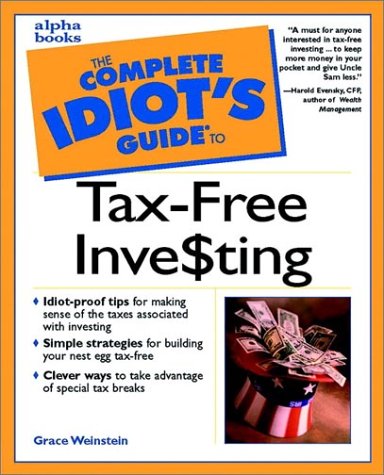 alpha
books
"A must for anyone
interested in tax-free
investing ... to keep
more money in your
pocket and give Uncle
Sam less."
—Harold Evensky, CFP,
author of Wealth
Management
THE
COMPLETE
IDIOT'S
GUIDE® TO
Tax-Free
Inve$ting
♦ Idiot-proof tips for making
sense of the taxes associated
with investing
♦ Simple strategies for building
your nest egg tax-free
♦ Clever ways to take advantage
of special tax breaks
Grace Weinstein